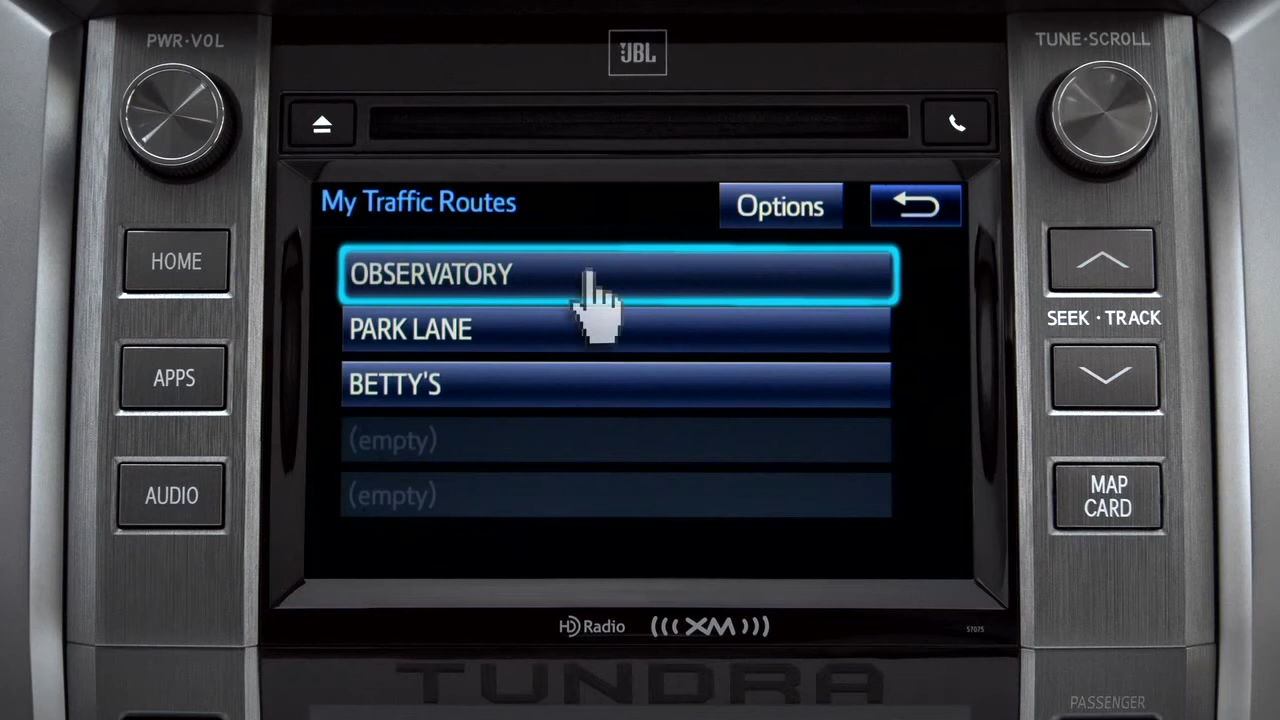 PWR·VOL
JBL
TUNE·SCROLL
My Traffic Routes
Options
HOME
OBSERVATORY
PARK LANE
SEEK · TRACK
APPS
BETTY'S
(empty)
AUDIO
(empty)
MAP
CARD
HD Radio
(((XM)))
57075
TUNDRA
PASSENGER